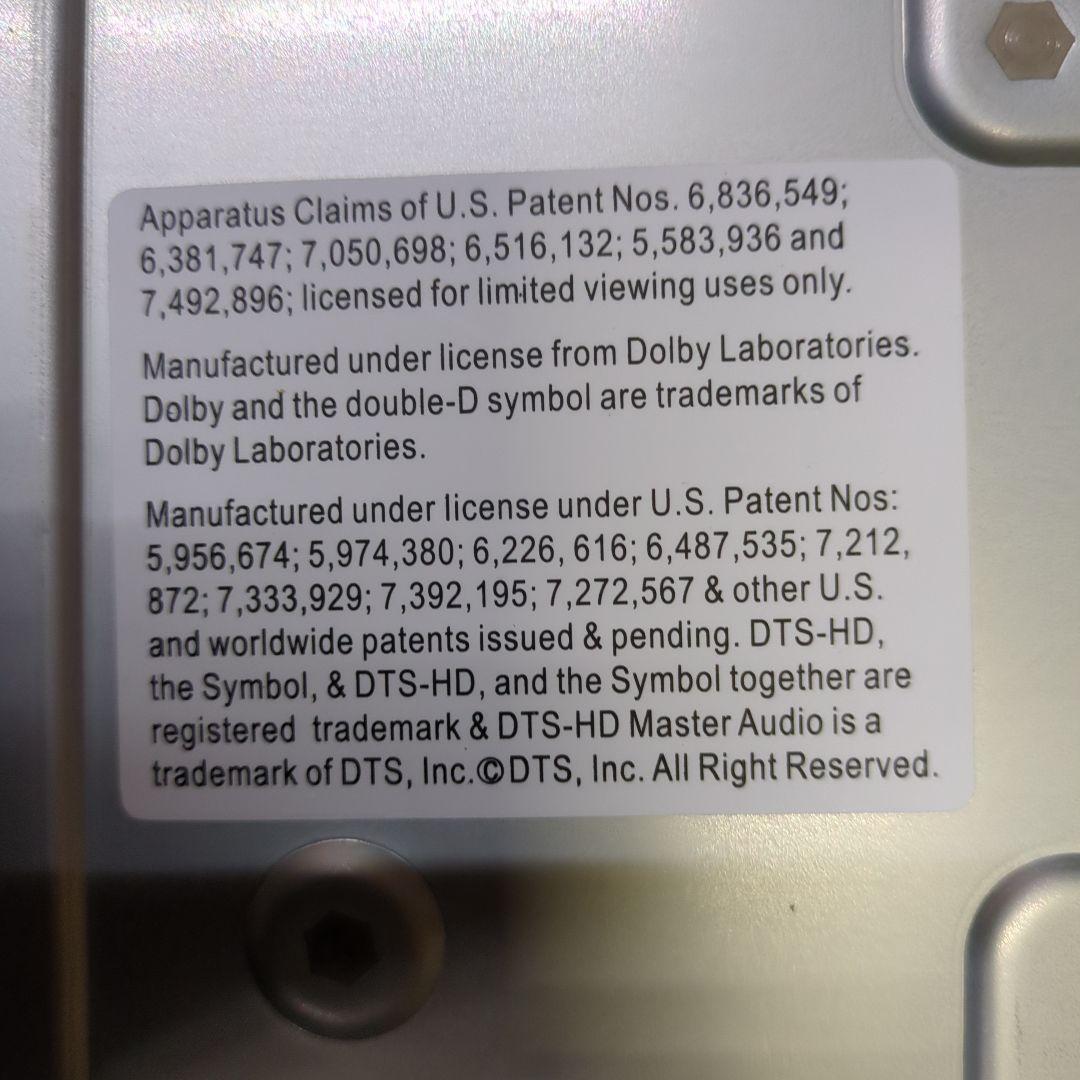 Apparatus Claims of U.S. Patent Nos. 6,836,549;
6,381,747; 7,050,698; 6,516,132; 5,583,936 and
7,492,896; licensed for limited viewing uses only.
Manufactured under license from Dolby Laboratories.
Dolby and the double-D symbol are trademarks of
Dolby Laboratories.
Manufactured under license under U.S. Patent Nos:
5,956,674; 5,974,380; 6,226, 616; 6,487,535; 7,212,
872; 7,333,929; 7,392,195; 7,272,567 & other U.S.
and worldwide patents issued & pending. DTS-HD,
the Symbol, & DTS-HD, and the Symbol together are
registered trademark & DTS-HD Master Audio is a
trademark of DTS, Inc.©DTS, Inc. All Right Reserved.